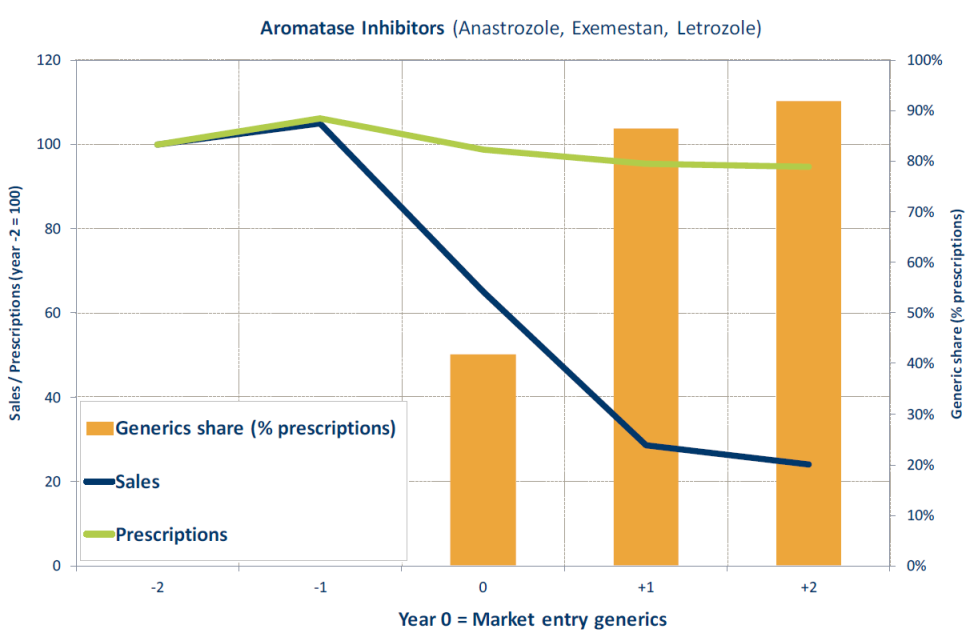 Aromatase Inhibitors (Anastrozole, Exemestan, Letrozole)
120
100
80
60
40
20
0
Sales / Prescriptions (year -2 = 100)
100%
90%
80%
70%
60%
50%
40%
30%
20%
10%
0%
Generic share (% prescriptions)
Generics share (% prescriptions)
Sales
Prescriptions
-2 -1 0 +1 +2
Year 0 = Market entry generics